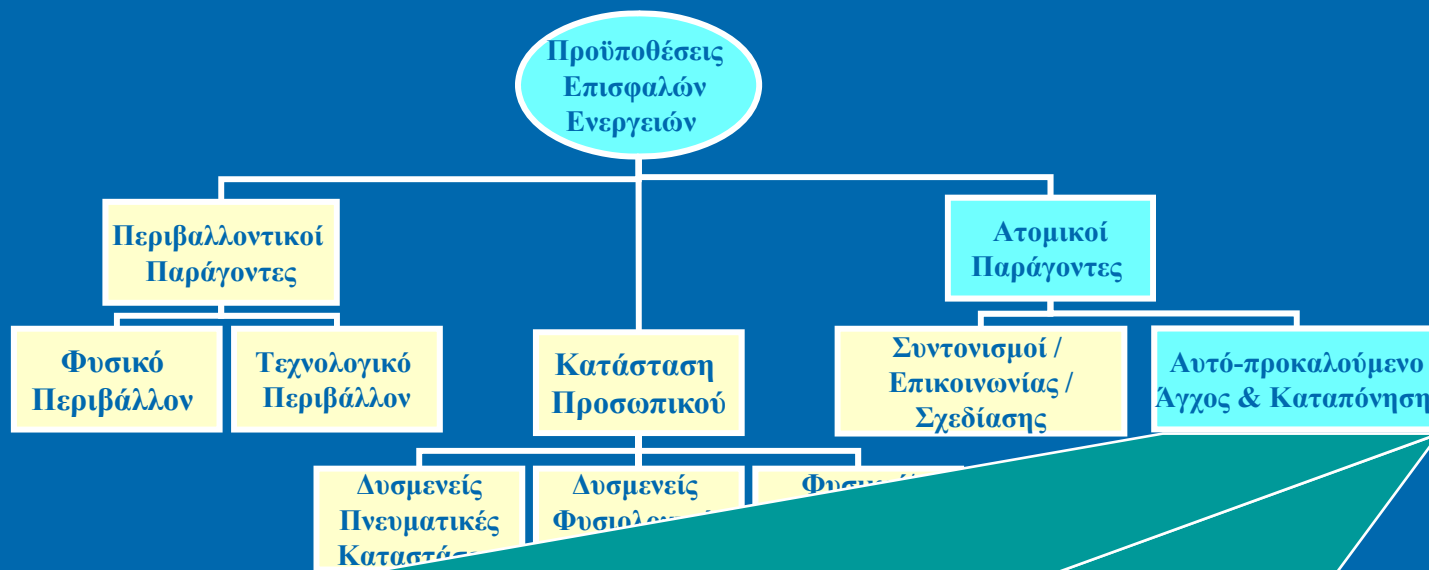 Προϋποθέσεις
Επισφαλών
Ενεργειών
Περιβαλλοντικοί
Παράγοντες
Ατομικοί
Παράγοντες
Φυσικό
Περιβάλλον
Τεχνολογικό
Περιβάλλον
Κατάσταση
Προσωπικού
Συντονισμοί /
Επικοινωνίας /
Σχεδίασης
Αυτό-προκαλούμενο
Άγχος & Καταπόνηση
Δυσμενείς
Πνευματικές
Δυσμενείς